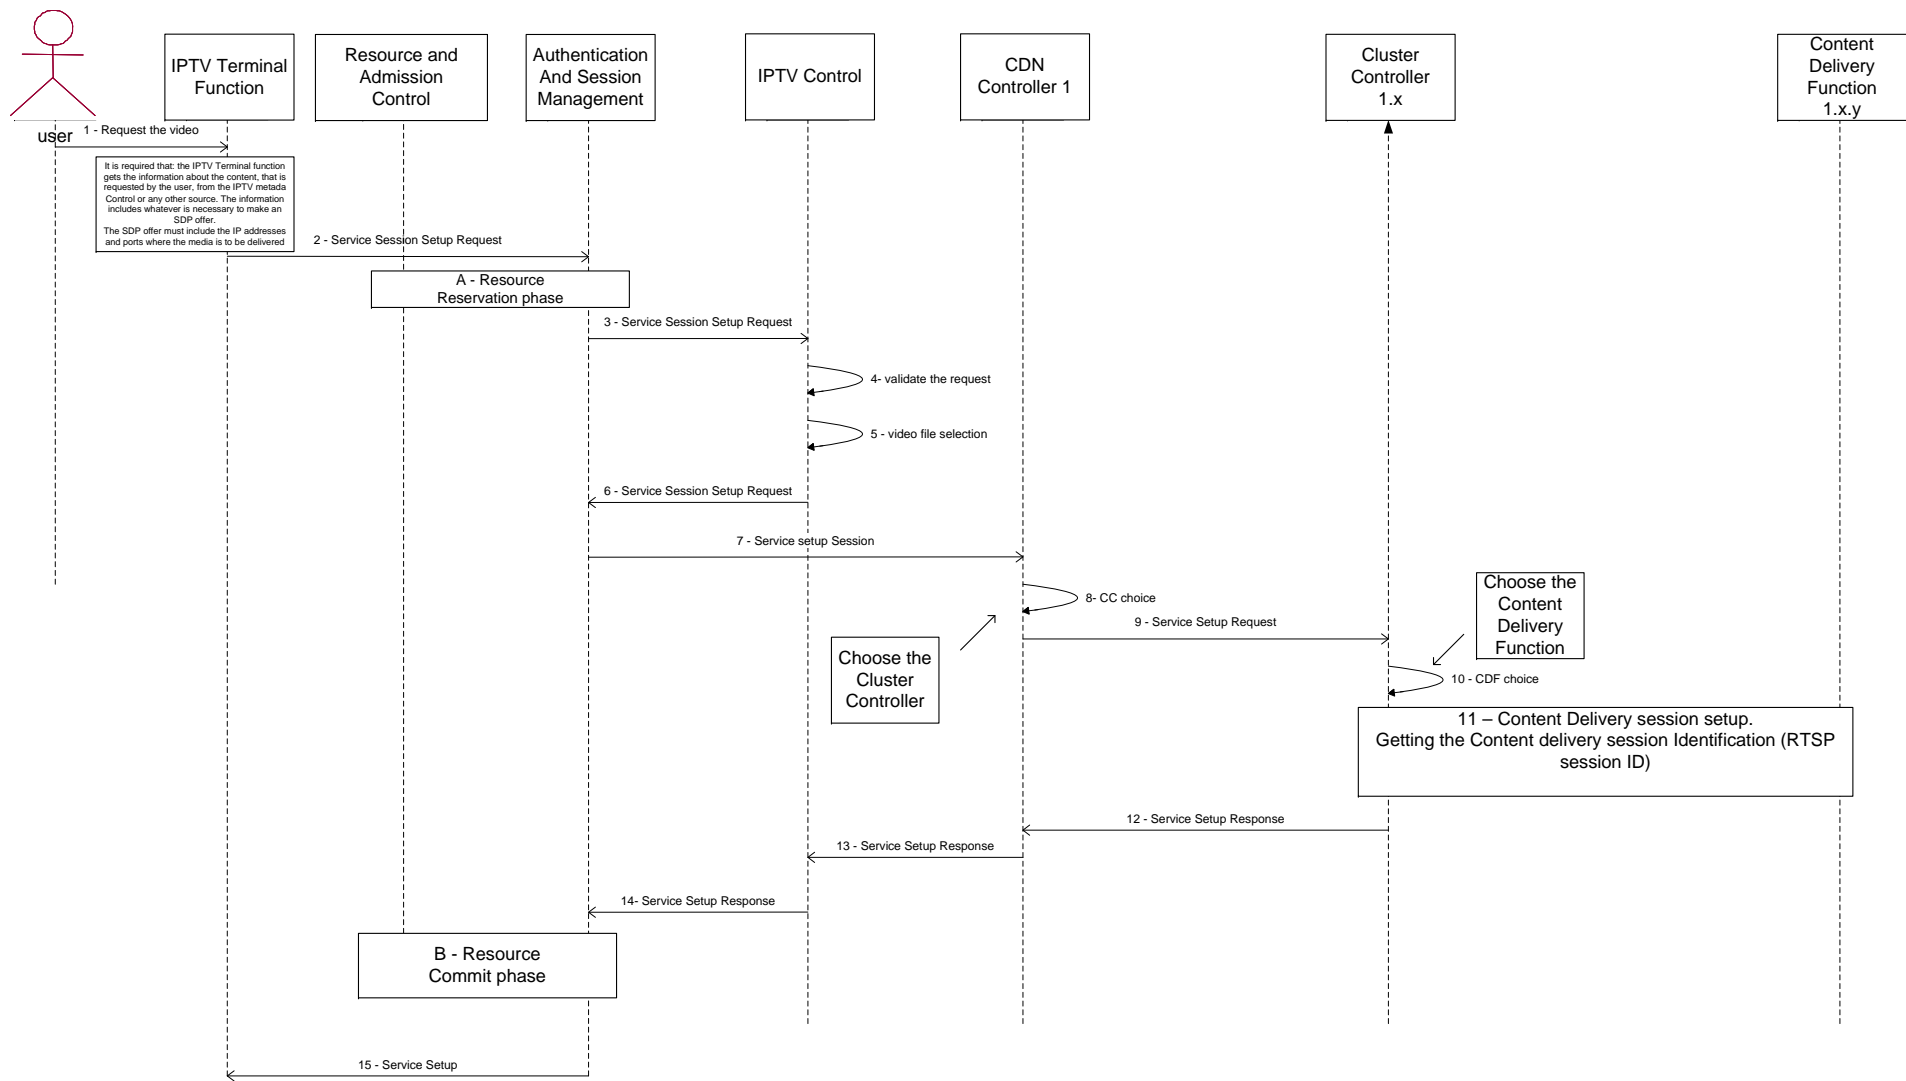 IPTV Terminal
Function
Resource and
Admission
Control
Authentication
And Session
Management
IPTV Control
CDN
Controller 1
Cluster
Controller
1.x
Content
Delivery
Function
1.x.y
user
1 - Request the video
It is required that: the IPTV Terminal function
gets the information about the content, that is
requested by the user, from the IPTV metada
Control or any other source. The information
includes whatever is necessary to make an
SDP offer.
The SDP offer must include the IP addresses
and ports where the media is to be delivered
2 - Service Session Setup Request
A - Resource
Reservation phase
3 - Service Session Setup Request
4- validate the request
5 - video file selection
6 - Service Session Setup Request
7 - Service setup Session
8- CC choice
Choose the
Cluster
Controller
9 - Service Setup Request
Choose the
Content
Delivery
Function
10 - CDF choice
11 – Content Delivery session setup.
Getting the Content delivery session Identification (RTSP
session ID)
12 - Service Setup Response
13 - Service Setup Response
14- Service Setup Response
B - Resource
Commit phase
15 - Service Setup